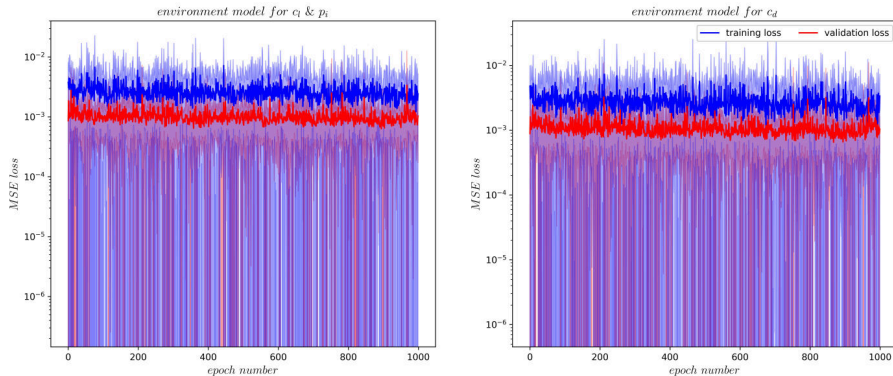 environment model for c_l & p_i
10^-2
10^-3
10^-4
10^-5
10^-6
MSE loss
0 200 400 600 800 1000
epoch number
environment model for c_d
training loss validation loss
10^-2
10^-3
10^-4
10^-5
10^-6
MSE loss
0 200 400 600 800 1000
epoch number